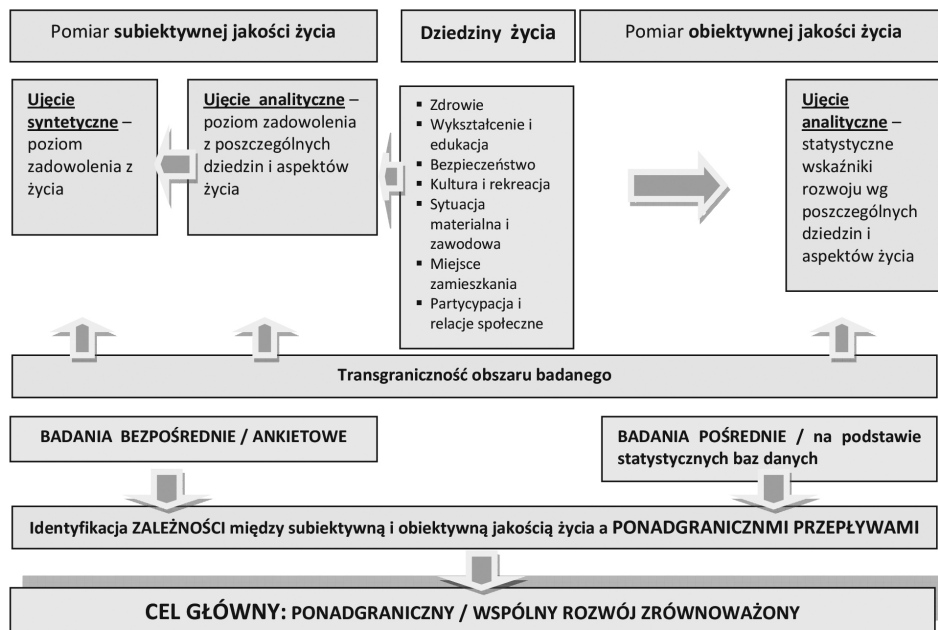 Pomiar subiektywnej jakości życia
Dziedziny życia
Pomiar obiektywnej jakości życia
Ujęcie
syntetyczne –
poziom
zadowolenia z
życia
Ujęcie analityczne –
poziom zadowolenia
z poszczególnych
dziedzin i aspektów
życia
▪ Zdrowie
▪ Wykształcenie i
edukacja
▪ Bezpieczeństwo
▪ Kultura i rekreacja
▪ Sytuacja
materialna i
zawodowa
▪ Miejsce
zamieszkania
▪ Partycypacja i
relacje społeczne
Ujęcie
analityczne –
statystyczne
wskaźniki
rozwoju wg
poszczególnych
dziedzin i
aspektów życia
Transgraniczność obszaru badanego
BADANIA BEZPOŚREDNIE / ANKIETOWE
BADANIA POŚREDNIE / na podstawie
statystycznych baz danych
Identyfikacja ZALEŻNOŚCI między subiektywną i obiektywną jakością życia a PONADGRANICZNMI PRZEPŁYWAMI
CEL GŁÓWNY: PONADGRANICZNY / WSPÓLNY ROZWÓJ ZRÓWNOWAŻONY